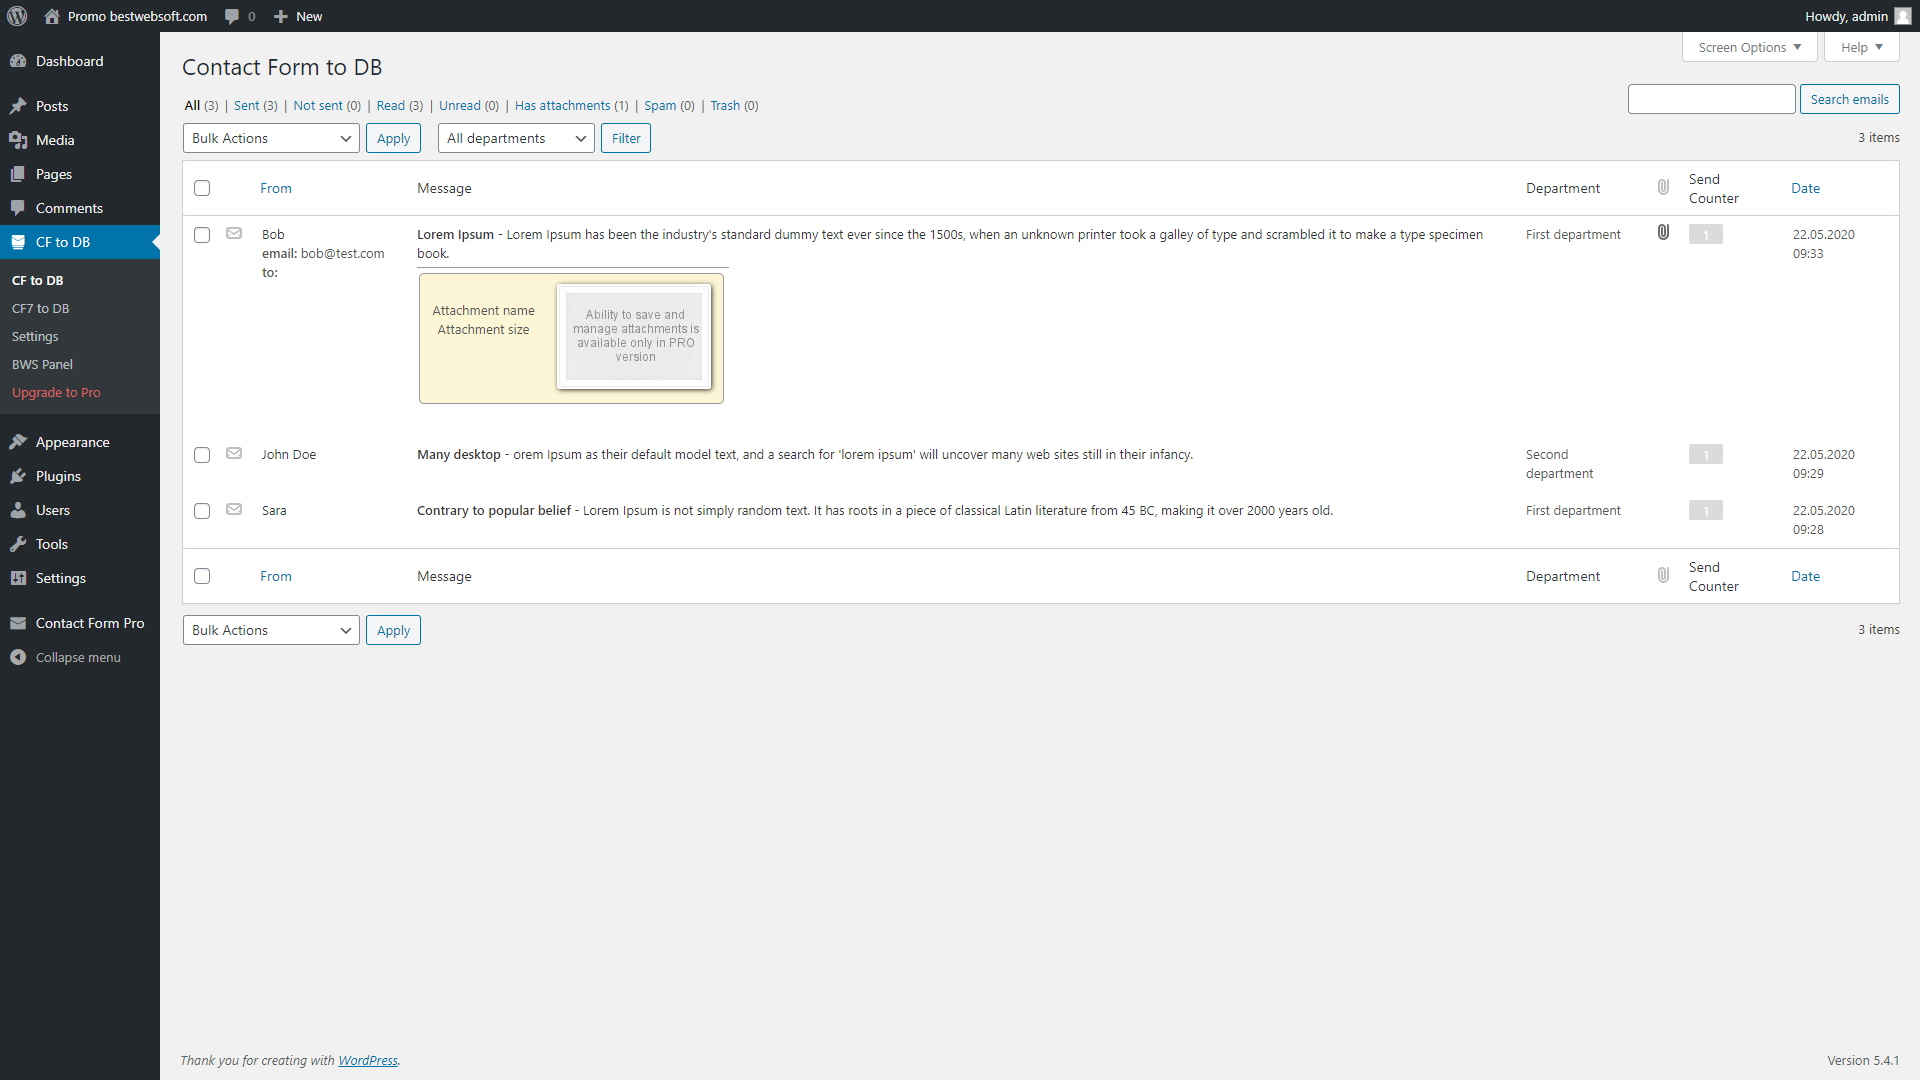 Promo bestwebsoft.com 0 New Howdy, admin
Screen Options Help
Dashboard
Posts
Media
Pages
Comments
CF to DB
CF to DB
CF7 to DB
Settings
BWS Panel
Upgrade to Pro
Appearance
Plugins
Users
Tools
Settings
Contact Form Pro
Collapse menu
Contact Form to DB
All (3) | Sent (3) | Not sent (0) | Read (3) | Unread (0) | Has attachments (1) | Spam (0) | Trash (0)
Search emails
Bulk Actions Apply All departments Filter 3 items
From Message Department Send Counter Date
Bob
email: bob@test.com
to:
Lorem Ipsum - Lorem Ipsum has been the industry's standard dummy text ever since the 1500s, when an unknown printer took a galley of type and scrambled it to make a type specimen
book.
Attachment name
Attachment size
Ability to save and
manage attachments is
available only in PRO
version
First department
1
22.05.2020
09:33
John Doe
Many desktop - orem Ipsum as their default model text, and a search for 'lorem ipsum' will uncover many web sites still in their infancy.
Second
department
1
22.05.2020
09:29
Sara
Contrary to popular belief - Lorem Ipsum is not simply random text. It has roots in a piece of classical Latin literature from 45 BC, making it over 2000 years old.
First department
1
22.05.2020
09:28
From Message Department Send Counter Date
Bulk Actions Apply 3 items
Thank you for creating with WordPress. Version 5.4.1